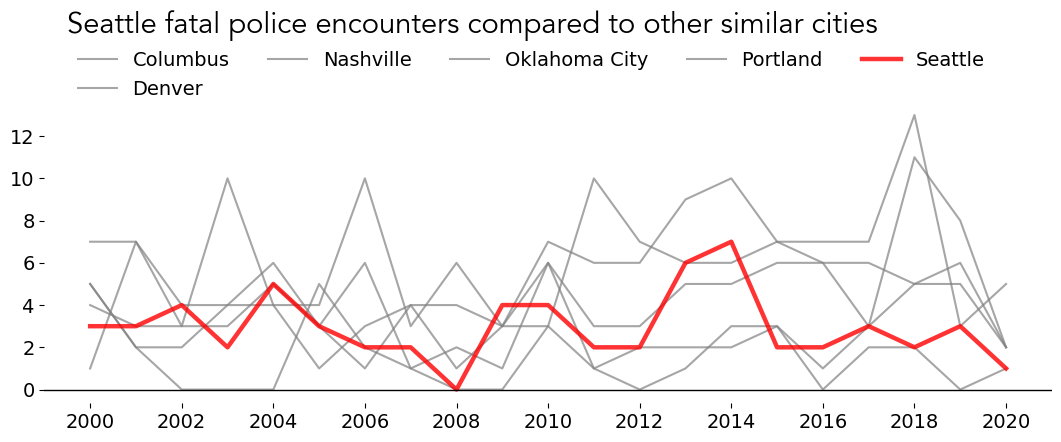 Seattle fatal police encounters compared to other similar cities
Columbus Nashville Oklahoma City Portland Seattle
Denver
12
10
8
6
4
2
0
2000 2002 2004 2006 2008 2010 2012 2014 2016 2018 2020